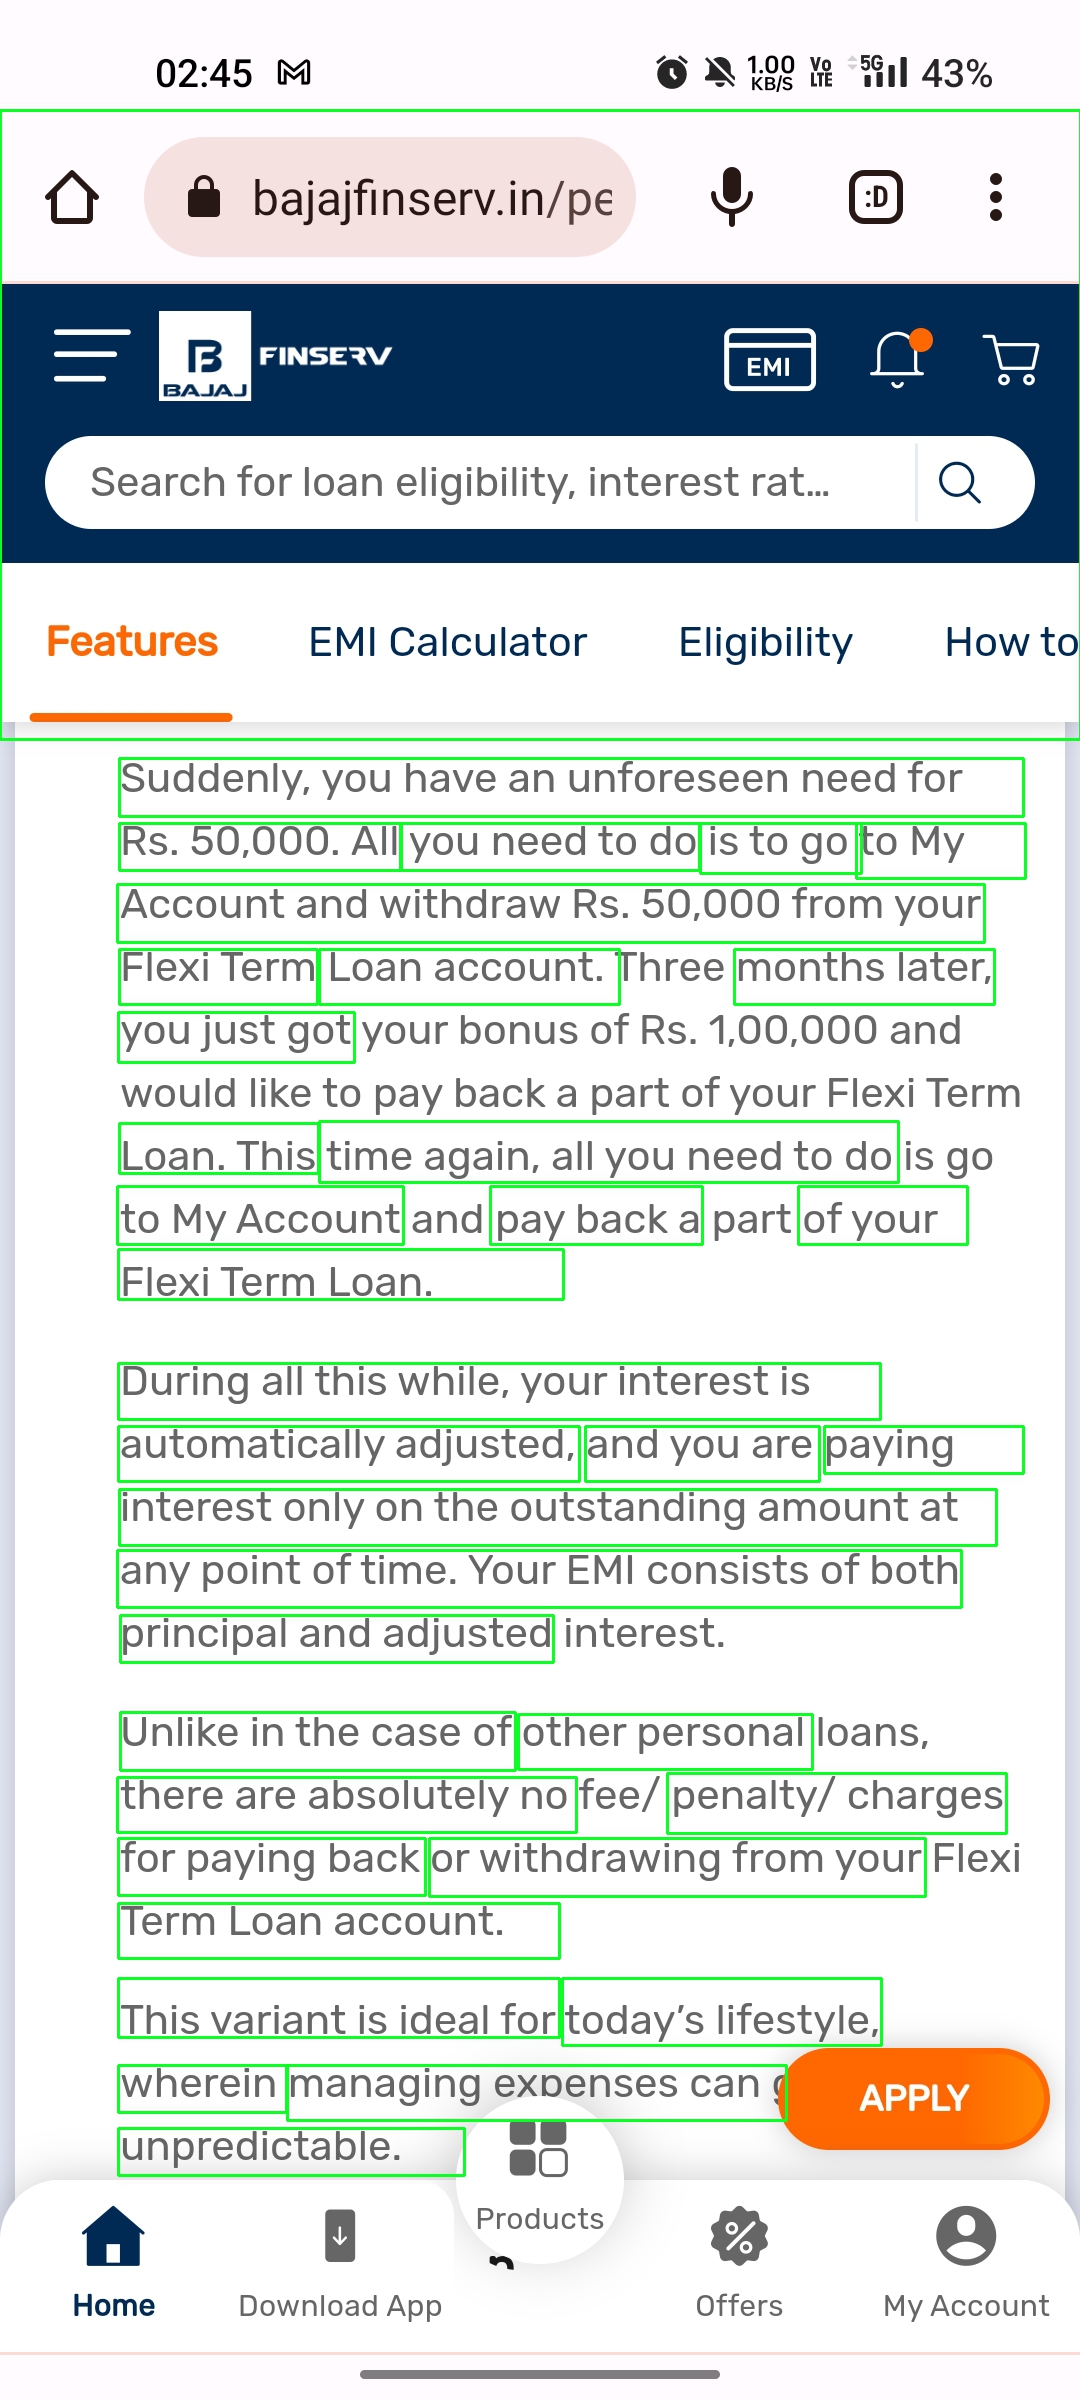 02:45
1.00 KB/S Vo LTE 5G 43%
bajajfinserv.in/pe
:D
B BAJAJ FINSERV
EMI
Search for loan eligibility, interest rat...
Features EMI Calculator Eligibility How to
Suddenly, you have an unforeseen need for
Rs. 50,000. All you need to do is to go to My
Account and withdraw Rs. 50,000 from your
Flexi Term Loan account. Three months later,
you just got your bonus of Rs. 1,00,000 and
would like to pay back a part of your Flexi Term
Loan. This time again, all you need to do is go
to My Account and pay back a part of your
Flexi Term Loan.
During all this while, your interest is
automatically adjusted, and you are paying
interest only on the outstanding amount at
any point of time. Your EMI consists of both
principal and adjusted interest.
Unlike in the case of other personal loans,
there are absolutely no fee/ penalty/ charges
for paying back or withdrawing from your Flexi
Term Loan account.
This variant is ideal for today’s lifestyle,
wherein managing expenses can
APPLY
unpredictable.
Products
Home Download App Offers My Account